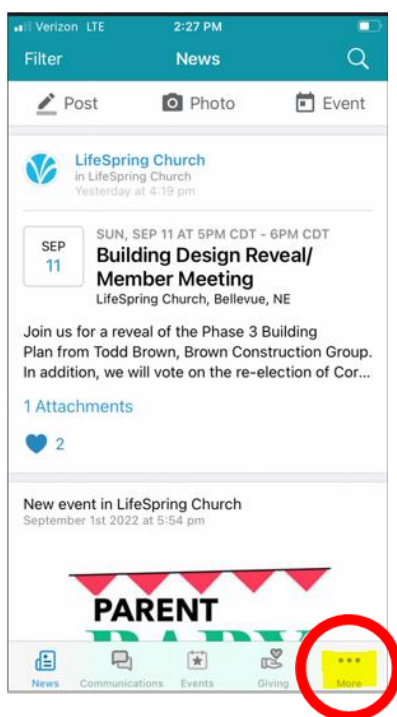 Verizon LTE 2:27 PM
Filter News
Post Photo Event
LifeSpring Church
in LifeSpring Church
Yesterday at 4:19 pm
SEP
11
SUN, SEP 11 AT 5PM CDT - 6PM CDT
Building Design Reveal/
Member Meeting
LifeSpring Church, Bellevue, NE
Join us for a reveal of the Phase 3 Building
Plan from Todd Brown, Brown Construction Group.
In addition, we will vote on the re-election of Cor...
1 Attachments
2
New event in LifeSpring Church
September 1st 2022 at 5:54 pm
PARENT
News Communications Events Giving More